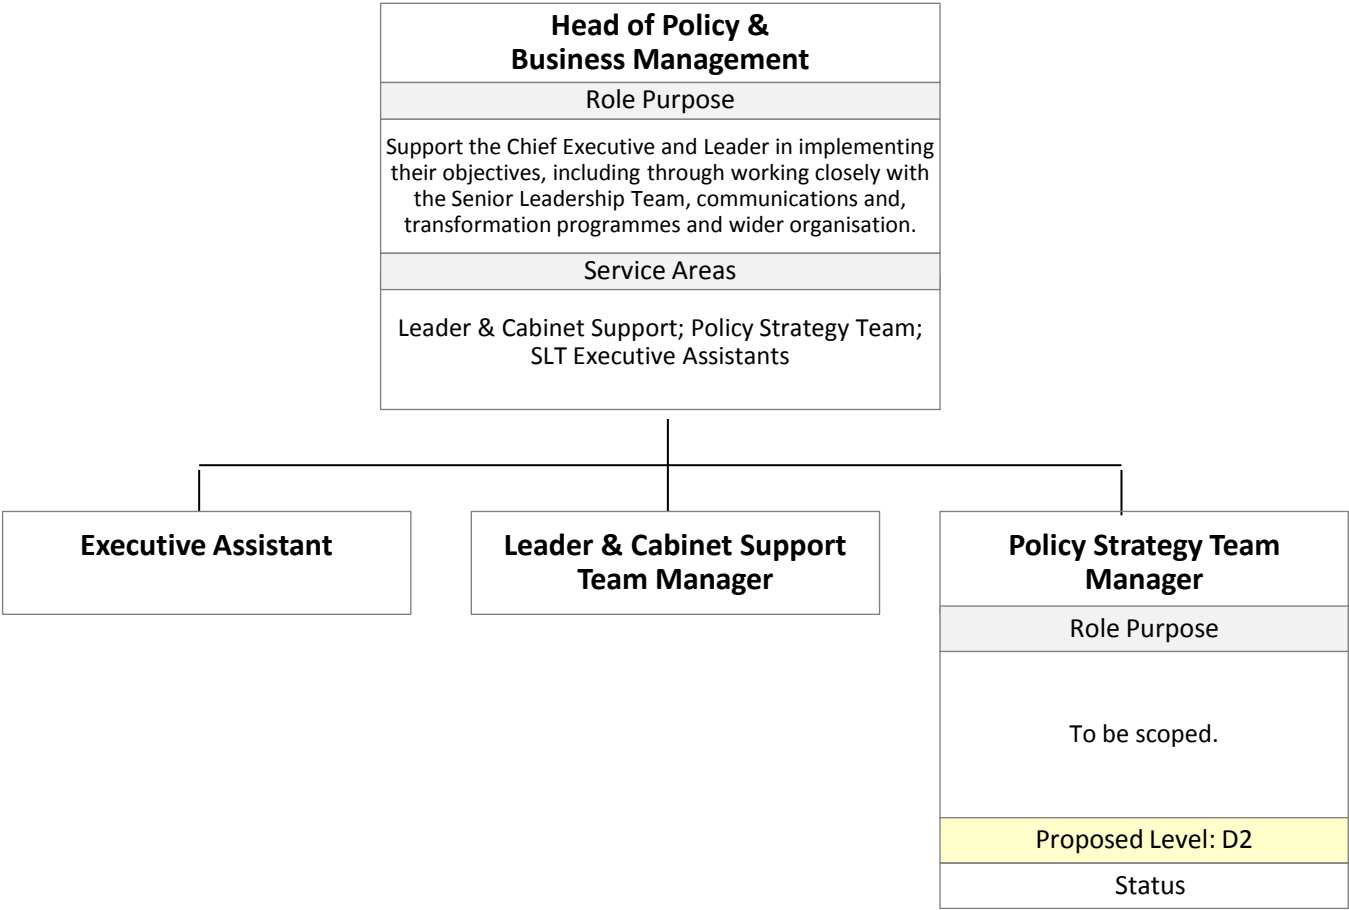 Head of Policy &
Business Management
Role Purpose
Support the Chief Executive and Leader in implementing
their objectives, including through working closely with
the Senior Leadership Team, communications and,
transformation programmes and wider organisation.
Service Areas
Leader & Cabinet Support; Policy Strategy Team;
SLT Executive Assistants
Executive Assistant
Leader & Cabinet Support
Team Manager
Policy Strategy Team
Manager
Role Purpose
To be scoped.
Proposed Level: D2
Status